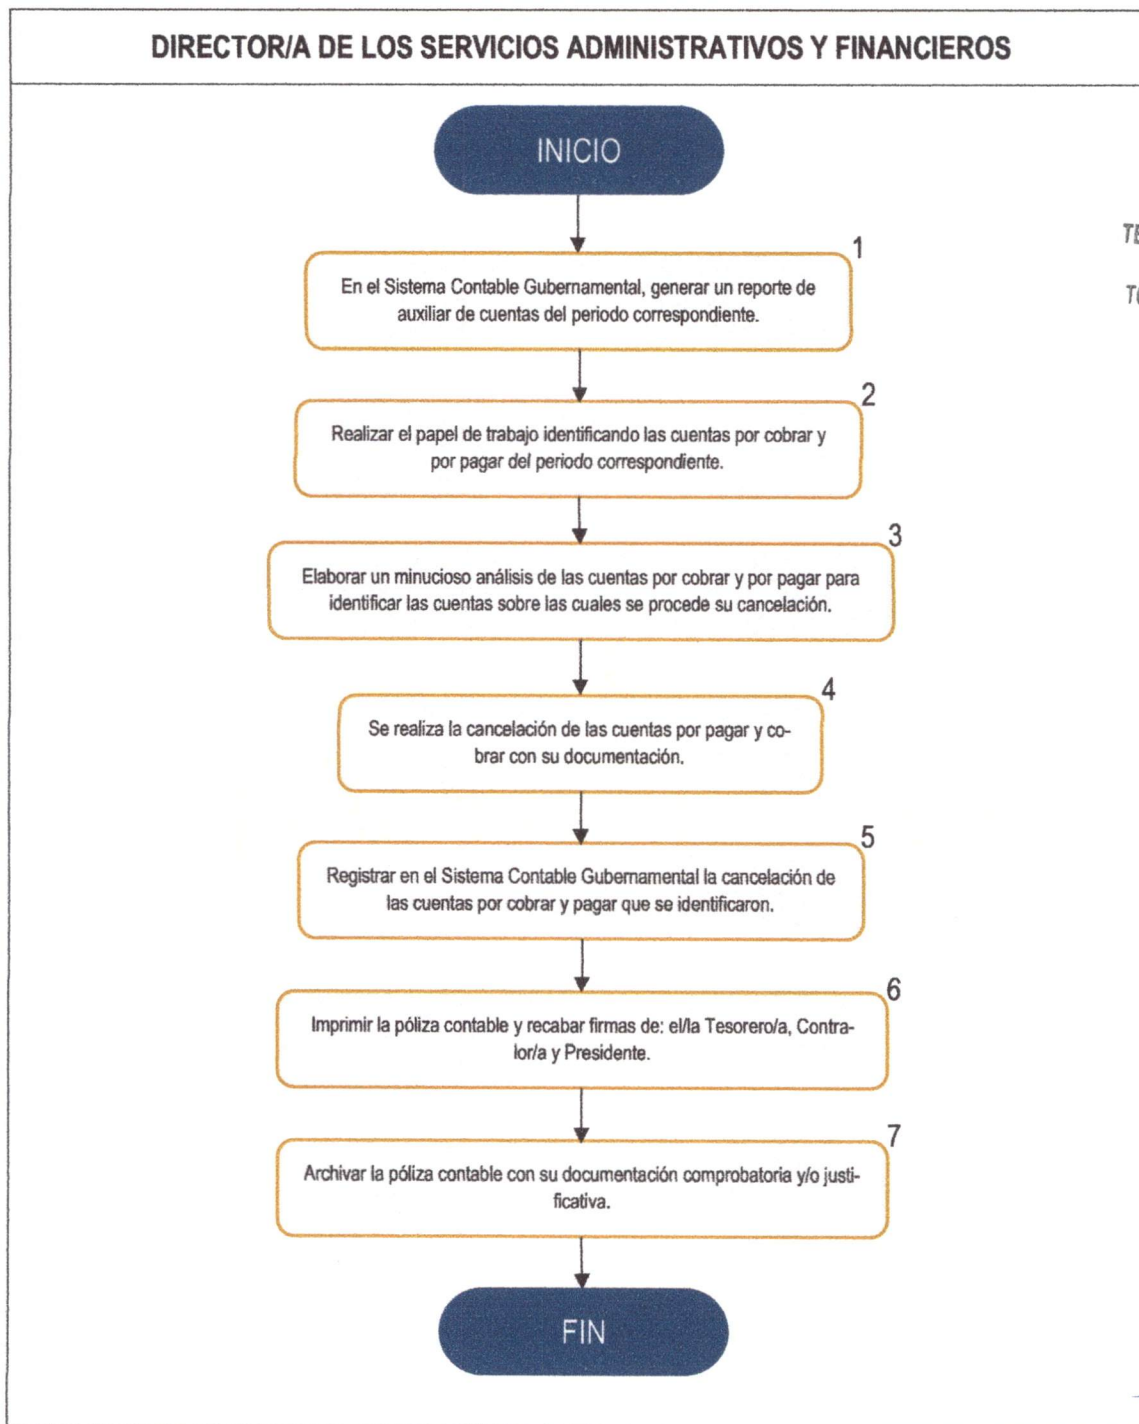 DIRECTOR/A DE LOS SERVICIOS ADMINISTRATIVOS Y FINANCIEROS
INICIO
1
En el Sistema Contable Gubernamental, generar un reporte de
auxiliar de cuentas del periodo correspondiente.
2
Realizar el papel de trabajo identificando las cuentas por cobrar y
por pagar del periodo correspondiente.
3
Elaborar un minucioso análisis de las cuentas por cobrar y por pagar para
identificar las cuentas sobre las cuales se procede su cancelación.
4
Se realiza la cancelación de las cuentas por pagar y co-
brar con su documentación.
5
Registrar en el Sistema Contable Gubernamental la cancelación de
las cuentas por cobrar y pagar que se identificaron.
6
Imprimir la póliza contable y recabar firmas de: el/la Tesorero/a, Contra-
lor/a y Presidente.
7
Archivar la póliza contable con su documentación comprobatoria y/o justi-
ficativa.
FIN